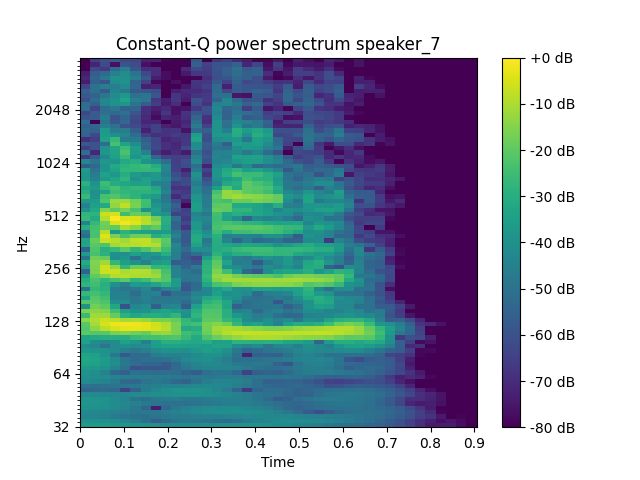 Constant-Q power spectrum speaker_7
Hz
2048
1024
512
256
128
64
32
0
0.1
0.2
0.3
0.4
0.5
0.6
0.7
0.8
0.9
Time
+0 dB
-10 dB
-20 dB
-30 dB
-40 dB
-50 dB
-60 dB
-70 dB
-80 dB